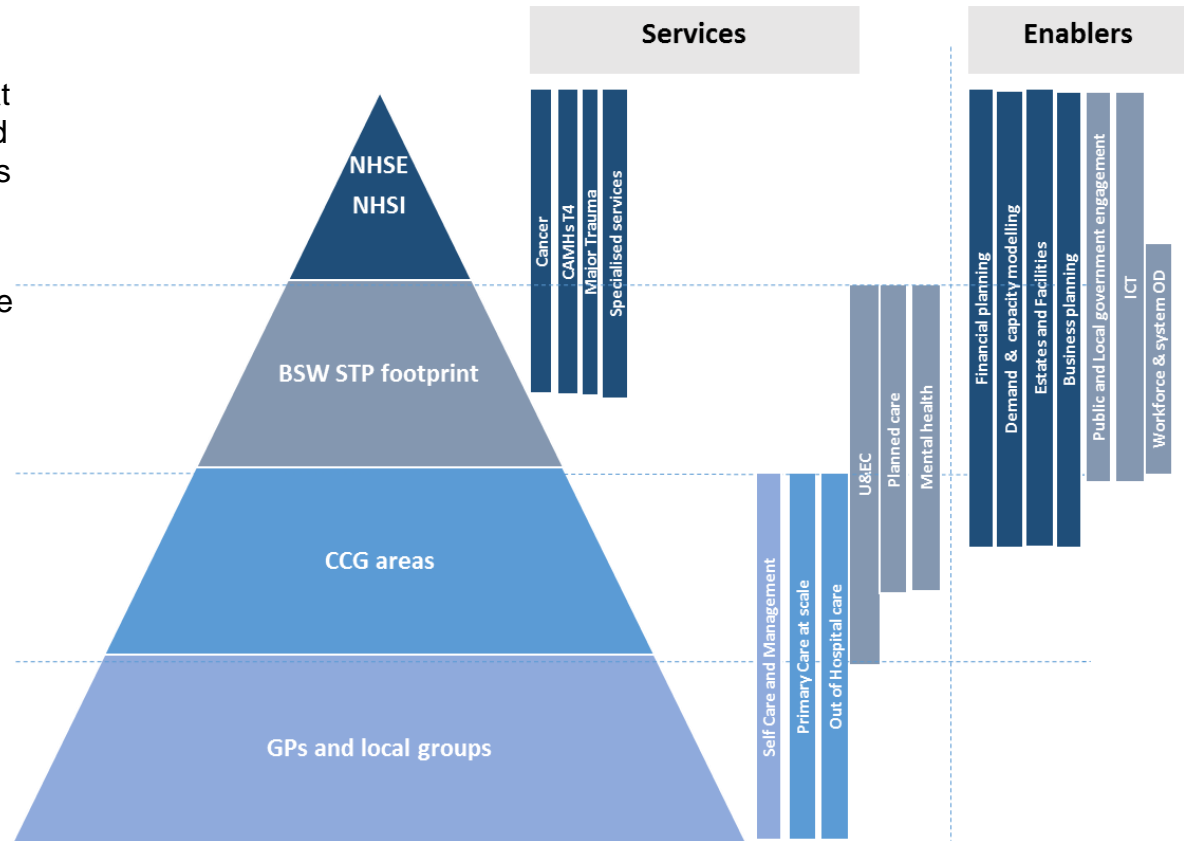 Services
Enablers
t
d
s
e
NHSE
NHSI
BSW STP footprint
CCG areas
GPs and local groups
Cancer
CAMHs T4
Major Trauma
Specialised services
Self Care and Management
Primary Care at scale
Out of Hospital care
U&EC
Planned care
Mental health
Financial planning
Demand & capacity modelling
Estates and Facilities
Business planning
Public and Local government engagement
ICT
Workforce & system OD